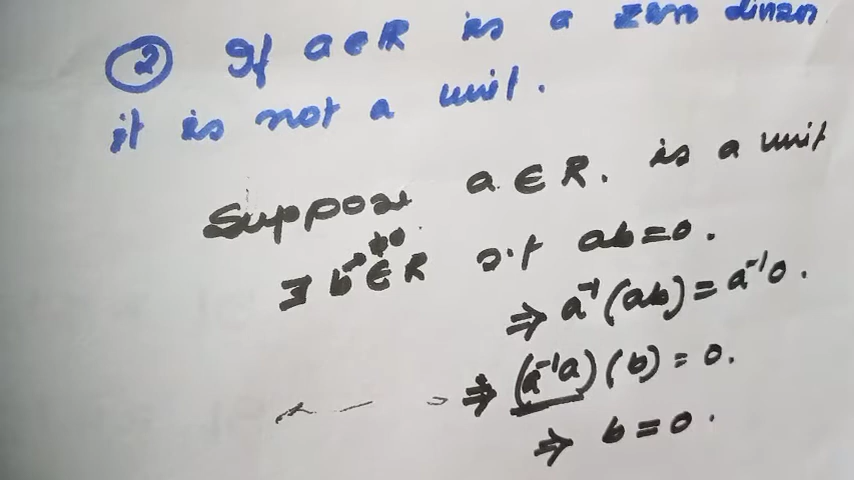 ② If a∈R is a zero divisor
it is not a unit.
Suppose a ∈ R. is a unit
∃ b ≠0 ∈ R s.t ab=0.
⇒ a⁻¹(ab) = a⁻¹0.
⇒ (a⁻¹a)(b) = 0.
⇒ b=0.